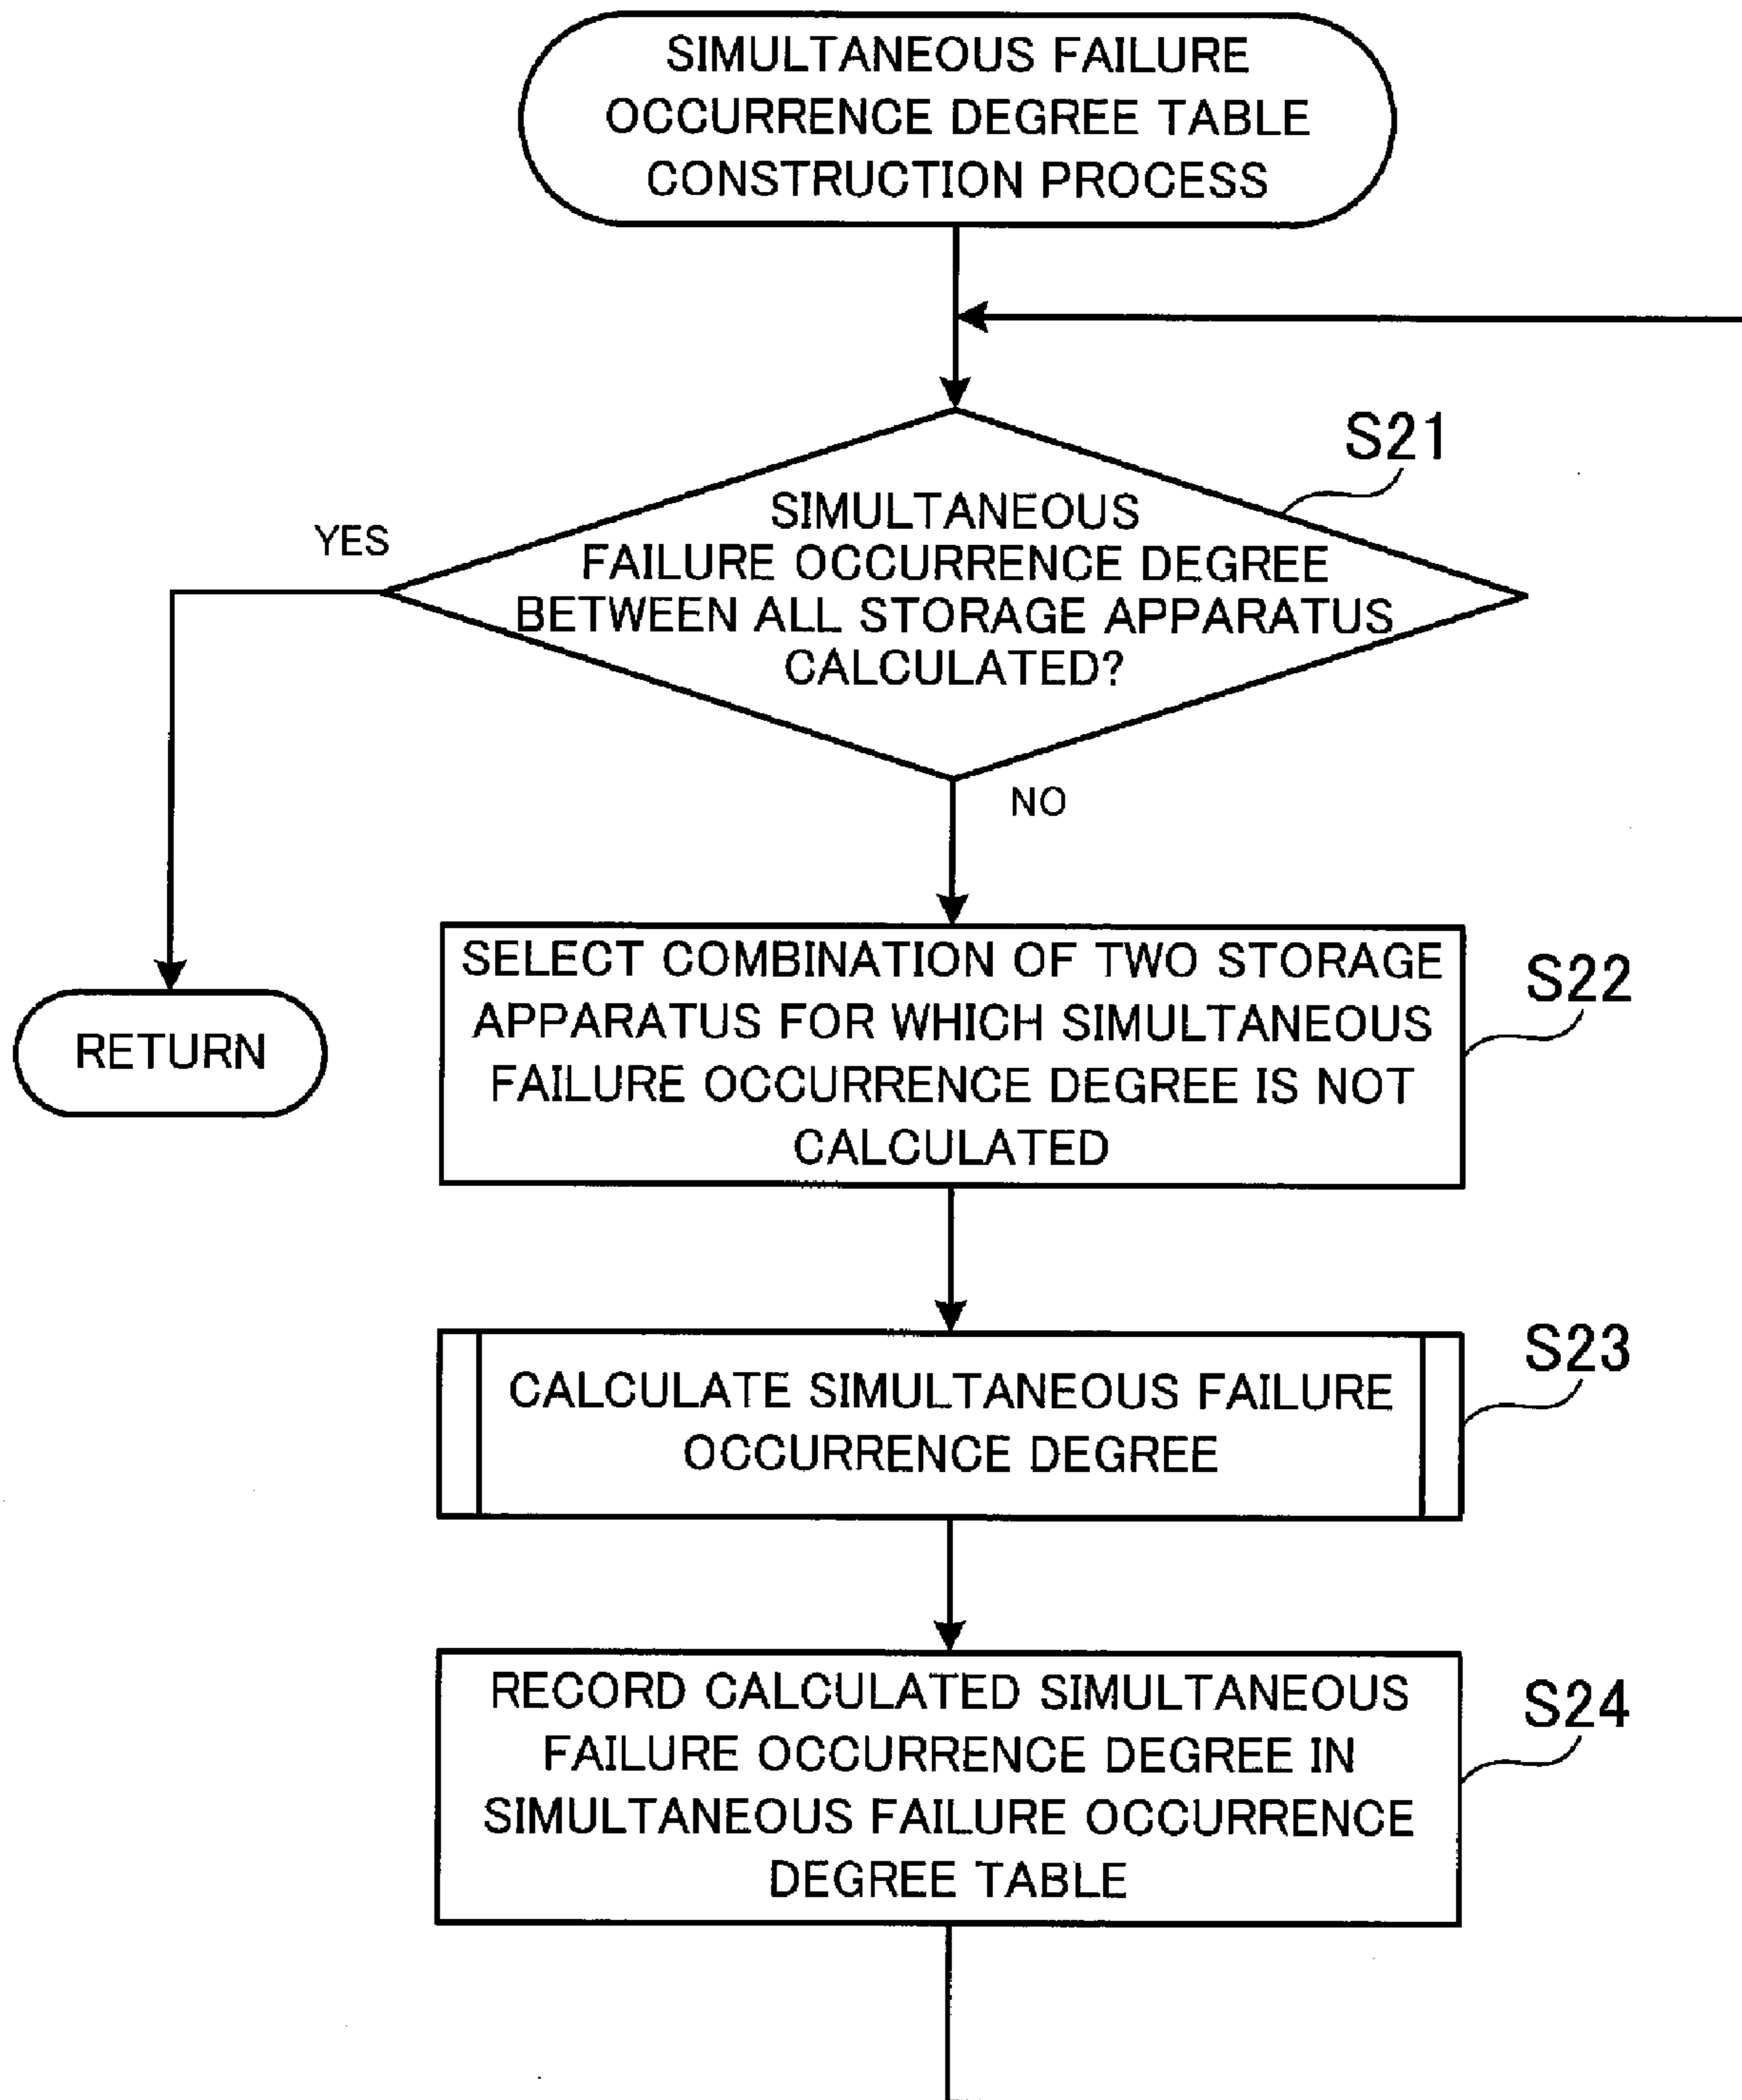 SIMULTANEOUS FAILURE
OCCURRENCE DEGREE TABLE
CONSTRUCTION PROCESS
S21
SIMULTANEOUS
FAILURE OCCURRENCE DEGREE
BETWEEN ALL STORAGE APPARATUS
CALCULATED?
YES
NO
SELECT COMBINATION OF TWO STORAGE
APPARATUS FOR WHICH SIMULTANEOUS
FAILURE OCCURRENCE DEGREE IS NOT
CALCULATED
S22
RETURN
CALCULATE SIMULTANEOUS FAILURE
OCCURRENCE DEGREE
S23
RECORD CALCULATED SIMULTANEOUS
FAILURE OCCURRENCE DEGREE IN
SIMULTANEOUS FAILURE OCCURRENCE
DEGREE TABLE
S24